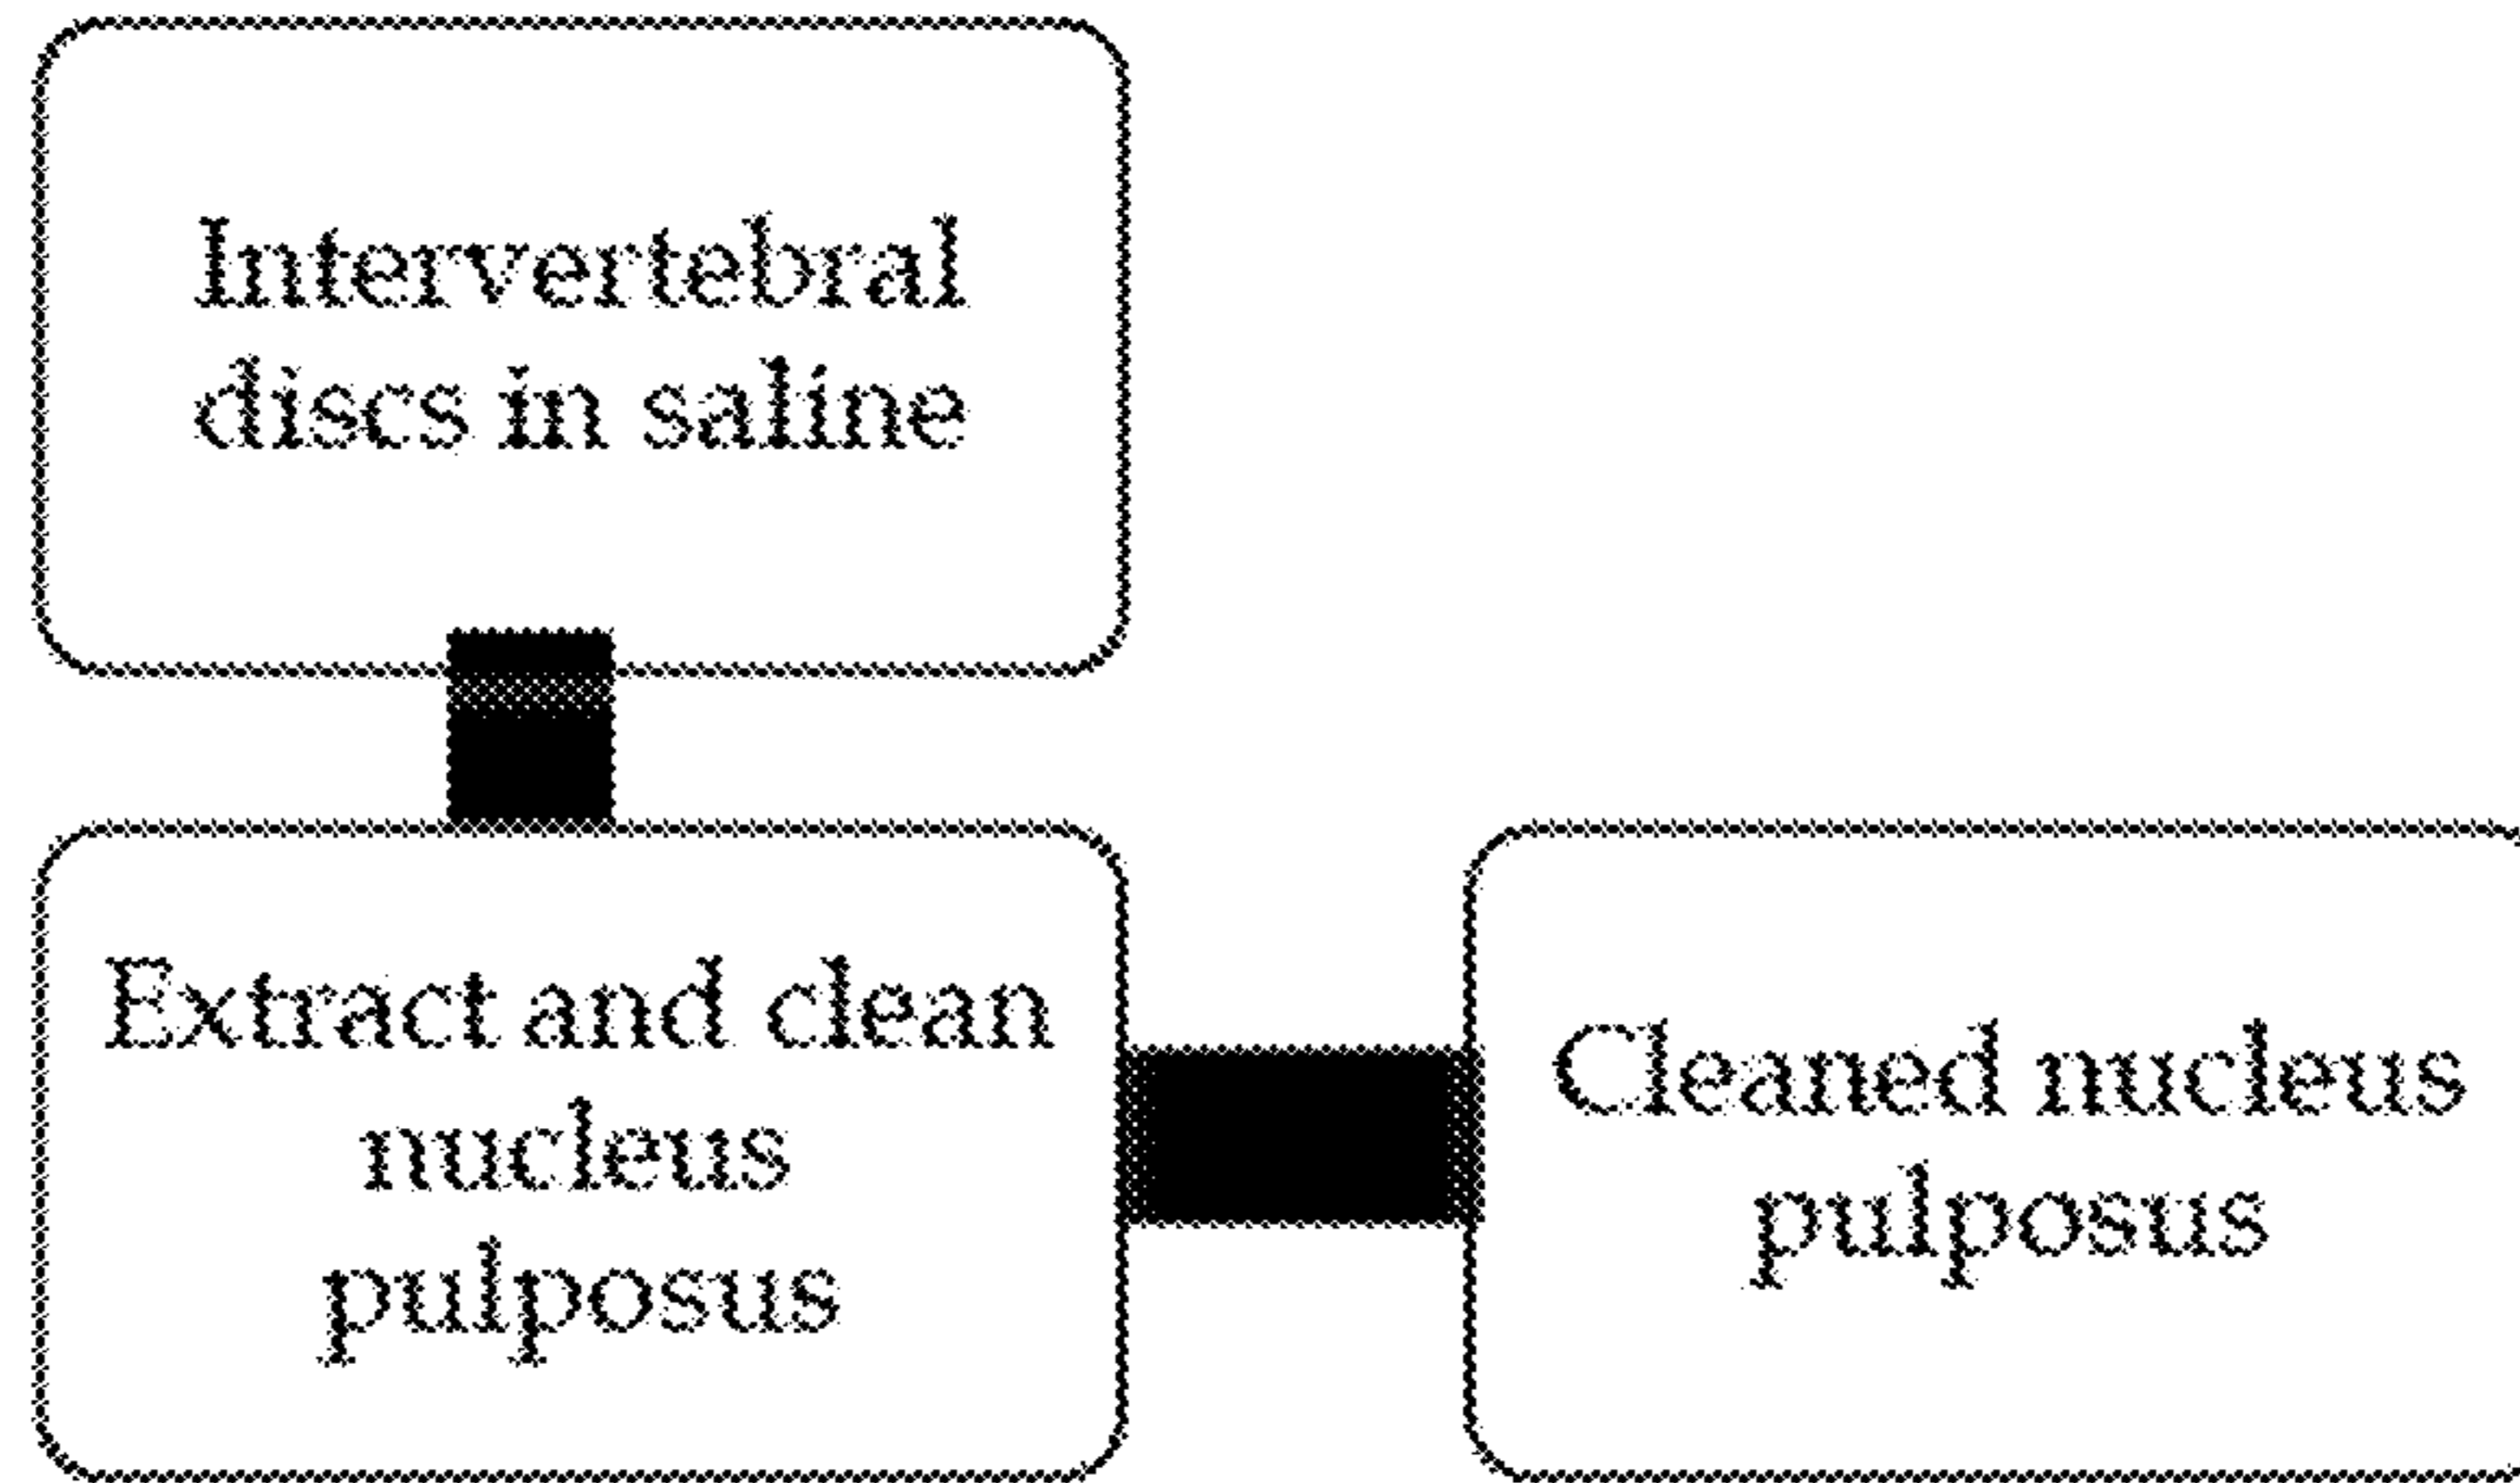 Intervertebral
discs in saline
Extract and clean
nucleus
pulposus
Cleaned nucleus
pulposus